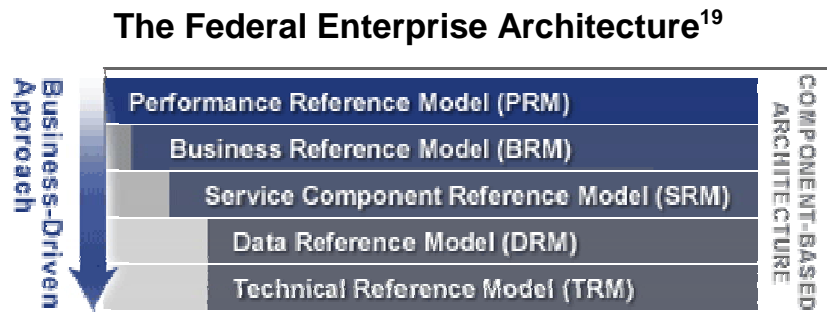 The Federal Enterprise Architecture19
Business-Driven
Approach
Performance Reference Model (PRM)
Business Reference Model (BRM)
Service Component Reference Model (SRM)
Data Reference Model (DRM)
Technical Reference Model (TRM)
COMPONENT-BASED
ARCHITECTURE